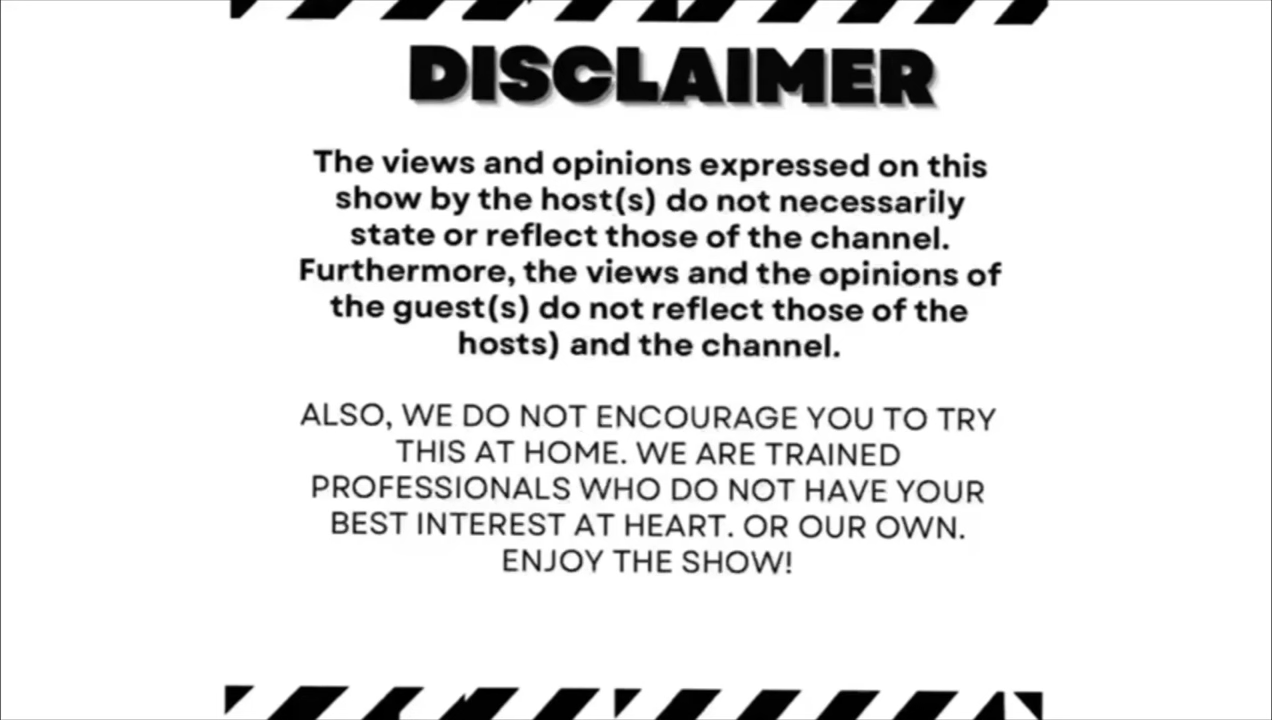 DISCLAIMER
The views and opinions expressed on this
show by the host(s) do not necessarily
state or reflect those of the channel.
Furthermore, the views and the opinions of
the guest(s) do not reflect those of the
hosts) and the channel.
ALSO, WE DO NOT ENCOURAGE YOU TO TRY
THIS AT HOME. WE ARE TRAINED
PROFESSIONALS WHO DO NOT HAVE YOUR
BEST INTEREST AT HEART. OR OUR OWN.
ENJOY THE SHOW!